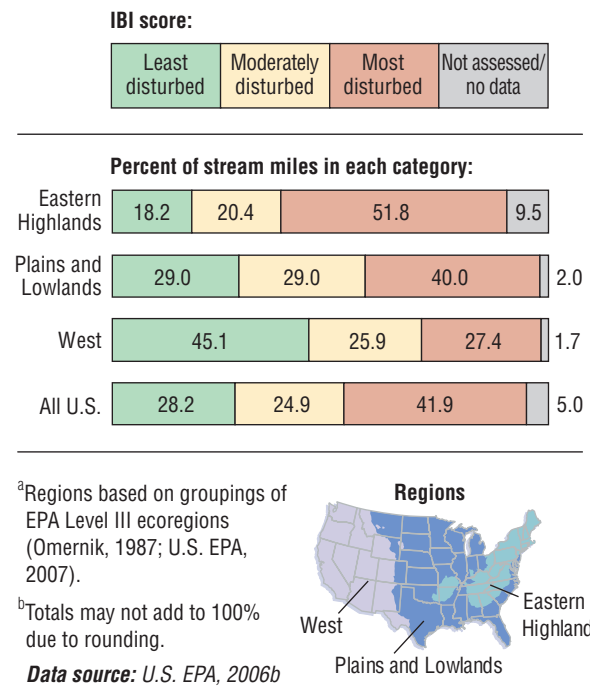 IBI score:
Least disturbed
Moderately disturbed
Most disturbed
Not assessed/ no data
Percent of stream miles in each category:
Eastern Highlands 18.2 20.4 51.8 9.5
Plains and Lowlands 29.0 29.0 40.0 2.0
West 45.1 25.9 27.4 1.7
All U.S. 28.2 24.9 41.9 5.0
aRegions based on groupings of
EPA Level III ecoregions
(Omernik, 1987; U.S. EPA,
2007).
bTotals may not add to 100%
due to rounding.
Data source: U.S. EPA, 2006b
Regions
West
Plains and Lowlands
Eastern
Highland